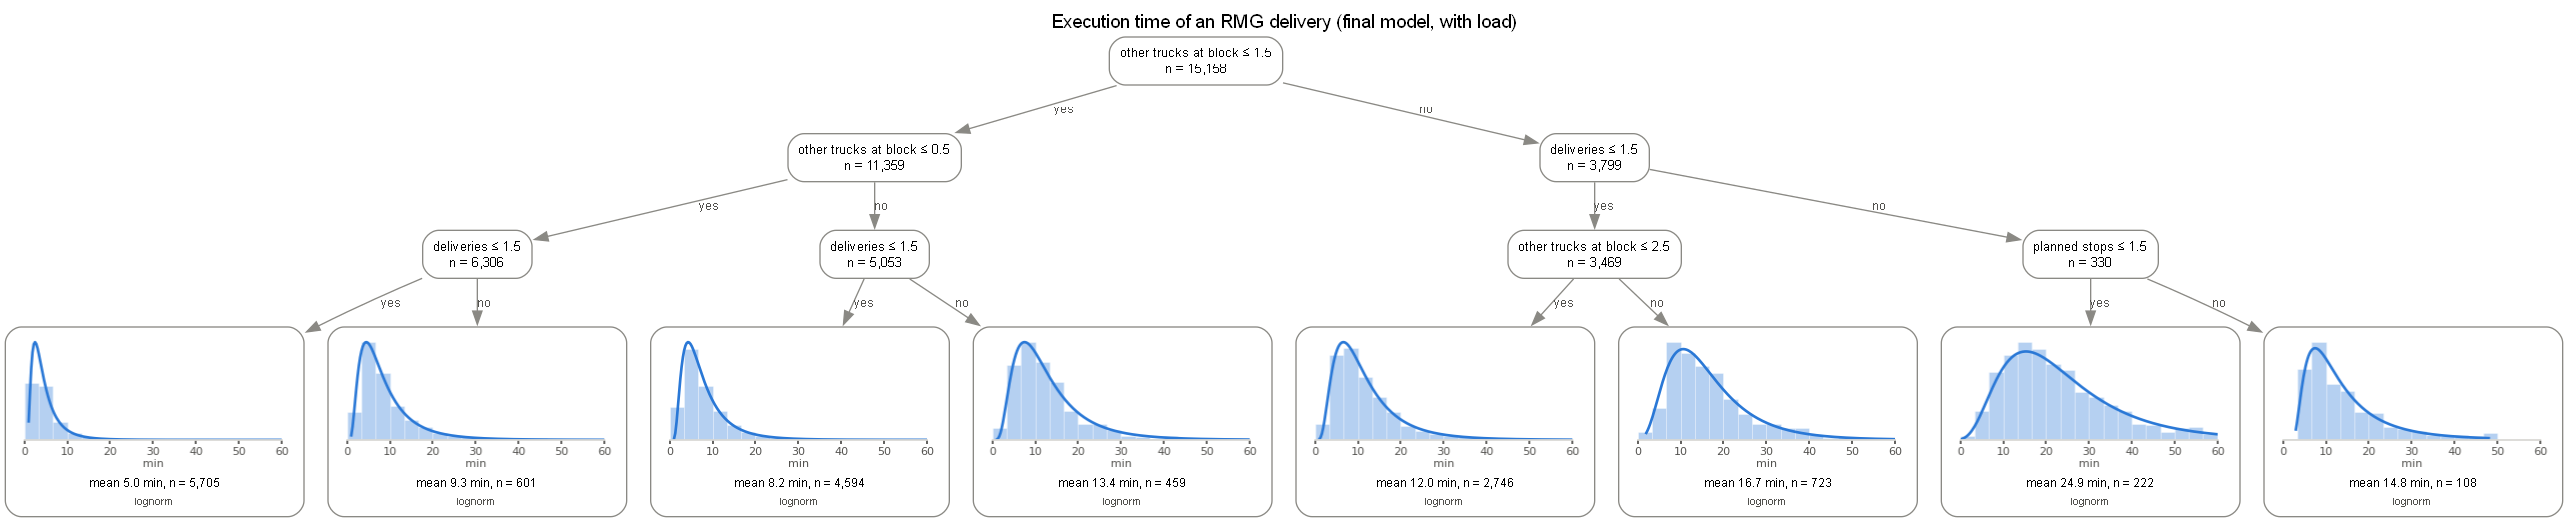 Execution time of an RMG delivery (final model, with load)
other trucks at block ≤ 1.5
n = 15,158
yes
no
other trucks at block ≤ 0.5
n = 11,359
deliveries ≤ 1.5
n = 3,799
yes
no
yes
no
deliveries ≤ 1.5
n = 6,306
deliveries ≤ 1.5
n = 5,053
other trucks at block ≤ 2.5
n = 3,469
planned stops ≤ 1.5
n = 330
yes
no
yes
no
yes
no
yes
no
0 10 20 30 40 50 60
min
mean 5.0 min, n = 5,705
lognorm
0 10 20 30 40 50 60
min
mean 9.3 min, n = 601
lognorm
0 10 20 30 40 50 60
min
mean 8.2 min, n = 4,594
lognorm
0 10 20 30 40 50 60
min
mean 13.4 min, n = 459
lognorm
0 10 20 30 40 50 60
min
mean 12.0 min, n = 2,746
lognorm
0 10 20 30 40 50 60
min
mean 16.7 min, n = 723
lognorm
0 10 20 30 40 50 60
min
mean 24.9 min, n = 222
lognorm
0 10 20 30 40 50 60
min
mean 14.8 min, n = 108
lognorm